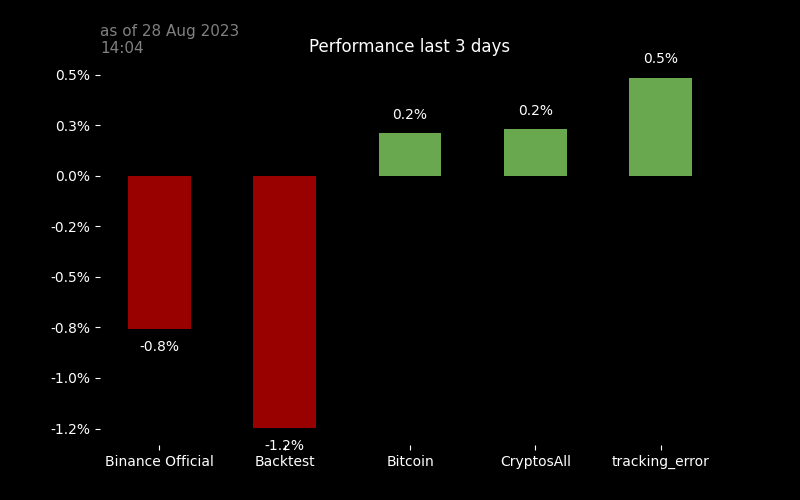 as of 28 Aug 2023
14:04
Performance last 3 days
0.5%
0.3%
0.0%
-0.2%
-0.5%
-0.8%
-1.0%
-1.2%
-0.8%
-1.2%
0.2%
0.2%
0.5%
Binance Official
Backtest
Bitcoin
CryptosAll
tracking_error